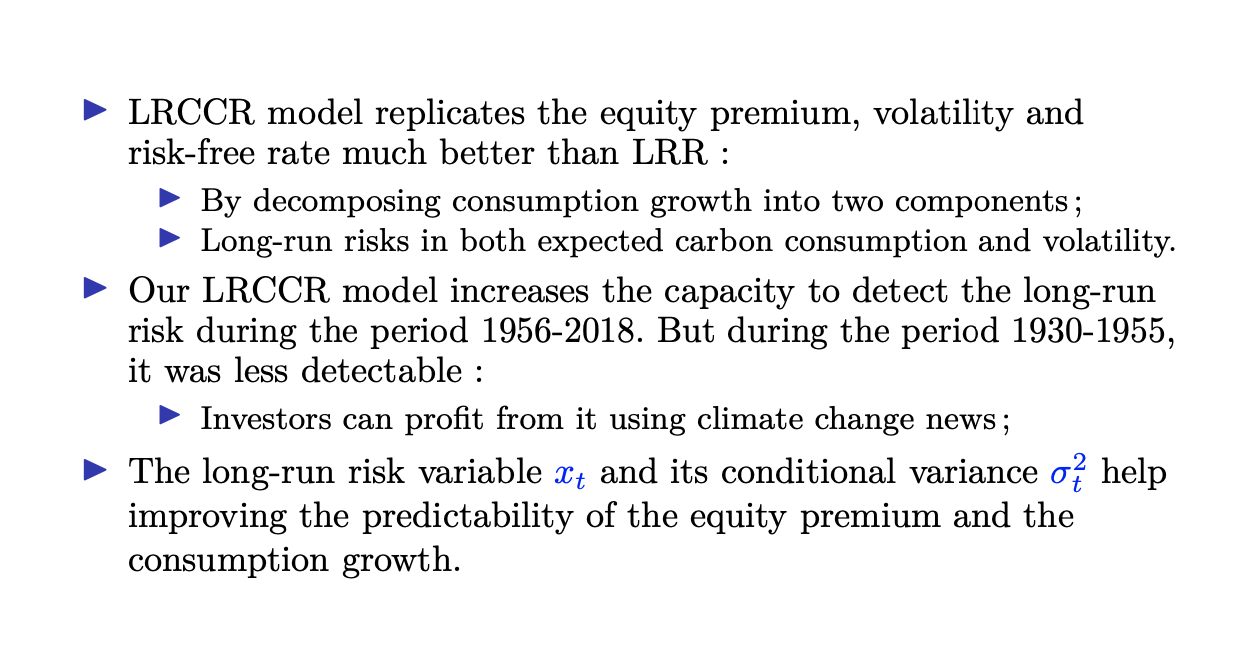 ▶ LRCCR model replicates the equity premium, volatility and
risk-free rate much better than LRR :
▶ By decomposing consumption growth into two components ;
▶ Long-run risks in both expected carbon consumption and volatility.
▶ Our LRCCR model increases the capacity to detect the long-run
risk during the period 1956-2018. But during the period 1930-1955,
it was less detectable :
▶ Investors can profit from it using climate change news ;
▶ The long-run risk variable $x_t$ and its conditional variance $\sigma_t^2$ help
improving the predictability of the equity premium and the
consumption growth.